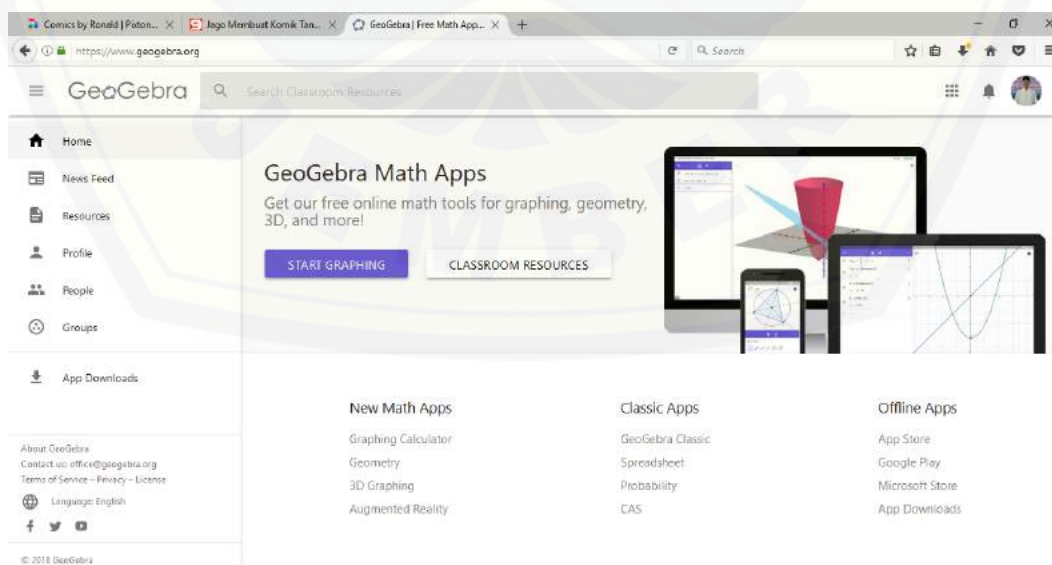 Comics by Ronald | Pixton...
Jago Membuat Komik Tan...
GeoGebra | Free Math App...
https://www.geogebra.org
Search
GeoGebra
Search Classroom Resources
Home
News Feed
Resources
Profile
People
Groups
App Downloads
About GeoGebra
Contact us: office@geogebra.org
Terms of Service – Privacy – License
Language: English
© 2018 GeoGebra
GeoGebra Math Apps
Get our free online math tools for graphing, geometry,
3D, and more!
START GRAPHING
CLASSROOM RESOURCES
New Math Apps
Graphing Calculator
Geometry
3D Graphing
Augmented Reality
Classic Apps
GeoGebra Classic
Spreadsheet
Probability
CAS
Offline Apps
App Store
Google Play
Microsoft Store
App Downloads